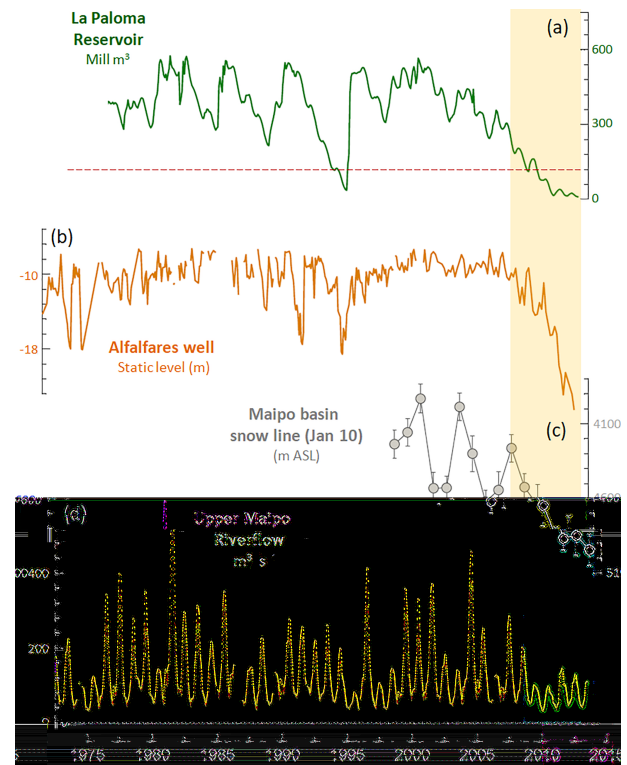 La Paloma
Reservoir
Mill m³
(a)
600
300
0
(b)
-10
-18
Alfalfares well
Static level (m)
Maipo basin
snow line (Jan 10)
(m ASL)
(c)
4100
(d)
Upper Maipo
Riverflow
m³ s
400
200
0
1975 1980 1985 1990 1995 2000 2005 2010 2015